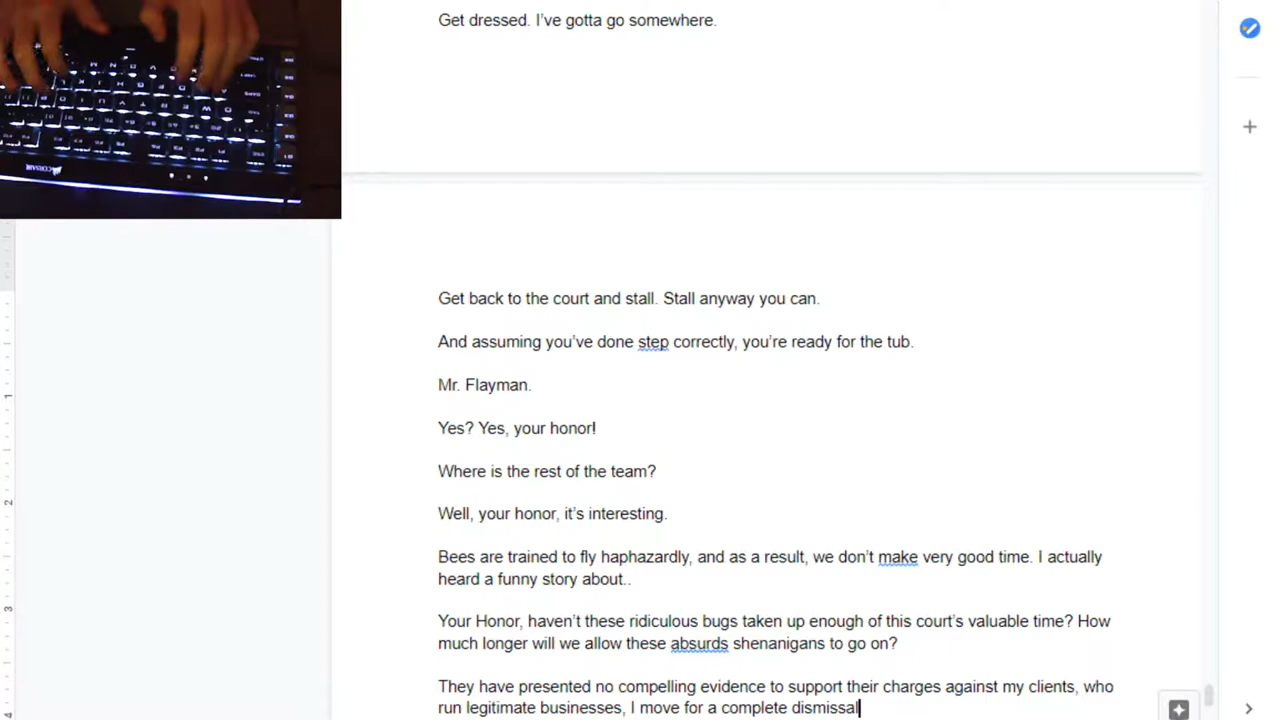 Get dressed. I've gotta go somewhere.
CORSAIR
Get back to the court and stall. Stall anyway you can.
And assuming you've done step correctly, you're ready for the tub.
Mr. Flayman.
Yes? Yes, your honor!
Where is the rest of the team?
Well, your honor, it's interesting.
Bees are trained to fly haphazardly, and as a result, we don't make very good time. I actually
heard a funny story about..
Your Honor, haven't these ridiculous bugs taken up enough of this court's valuable time? How
much longer will we allow these absurds shenanigans to go on?
They have presented no compelling evidence to support their charges against my clients, who
run legitimate businesses, I move for a complete dismissal
1
2
3
4